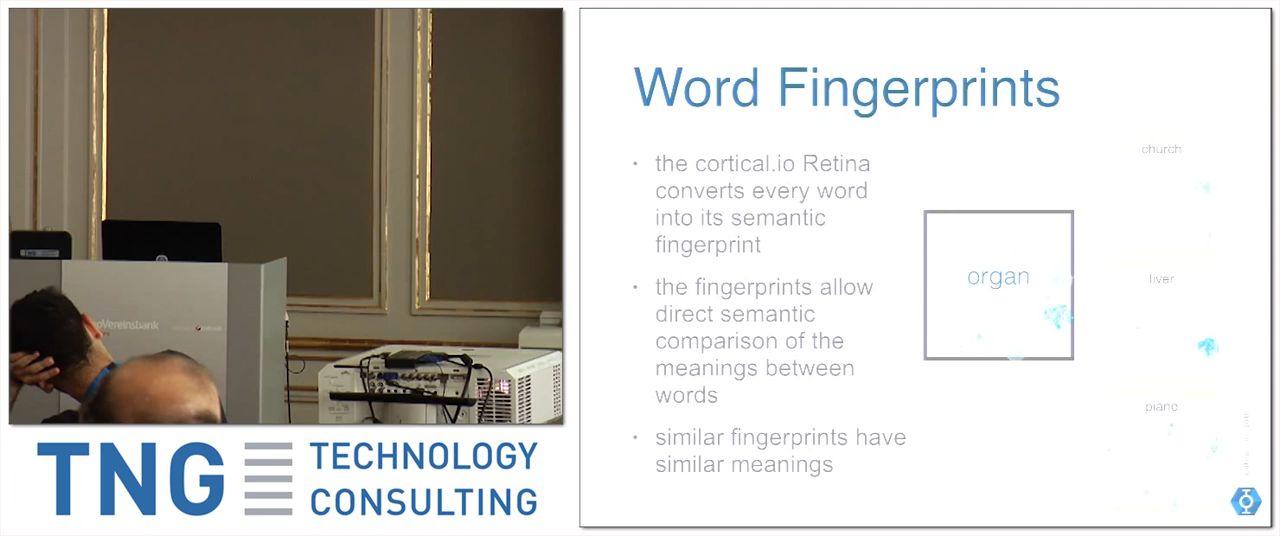 oVereinsbank
TNG
TECHNOLOGY
CONSULTING
Word Fingerprints
• the cortical.io Retina
converts every word
into its semantic
fingerprint
• the fingerprints allow
direct semantic
comparison of the
meanings between
words
• similar fingerprints have
similar meanings
organ
church
liver
piano